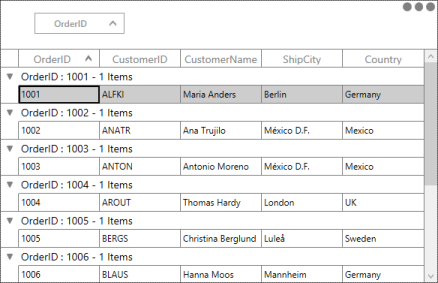 OrderID
OrderID CustomerID CustomerName ShipCity Country
OrderID : 1001 - 1 Items
1001 ALFKI Maria Anders Berlin Germany
OrderID : 1002 - 1 Items
1002 ANATR Ana Trujilo México D.F. Mexico
OrderID : 1003 - 1 Items
1003 ANTON Antonio Moreno México D.F. Mexico
OrderID : 1004 - 1 Items
1004 AROUT Thomas Hardy London UK
OrderID : 1005 - 1 Items
1005 BERGS Christina Berglund Luleå Sweden
OrderID : 1006 - 1 Items
1006 BLAUS Hanna Moos Mannheim Germany